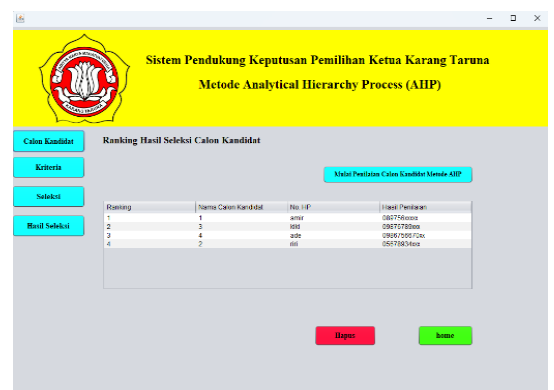 Sistem Pendukung Keputusan Pemilihan Ketua Karang Taruna
Metode Analytical Hierarchy Process (AHP)
Calon Kandidat
Ranking Hasil Seleksi Calon Kandidat
Kriteria
Mulai Penilaian Calon Kandidat Metode AHP
Seleksi
Hasil Seleksi
Ranking Nama Calon Kandidat No. HP Hasil Penilaian
1 1 amir
2 3
3 4 ade
4 2
Hapus home